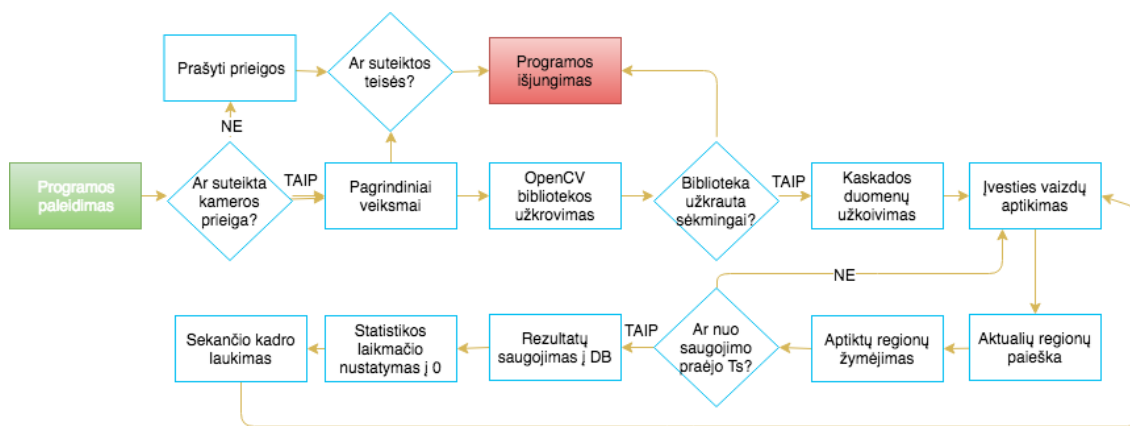 Prašyti prieigos
Ar suteiktos
teisės?
Programos
išjungimas
NE
Programos
paleidimas
Ar suteikta
kameros
prieiga?
TAIP
Pagrindiniai
veiksmai
OpenCV
bibliotekos
užkrovimas
Biblioteka
užkrauta
sėkmingai?
TAIP
Kaskados
duomenų
užkoivimas
Įvesties vaizdų
aptikimas
NE
Sekančio kadro
laukimas
Statistikos
laikmačio
nustatymas į 0
Rezultatų
saugojimas į DB
TAIP
Ar nuo
saugojimo
praėjo Ts?
Aptiktų regionų
žymėjimas
Aktualių regionų
paieška